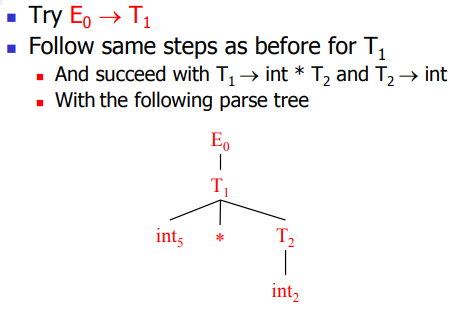 Try E₀ → T₁
Follow same steps as before for T₁
And succeed with T₁ → int * T₂ and T₂ → int
With the following parse tree
E₀
T₁
int₅ * T₂
int₂